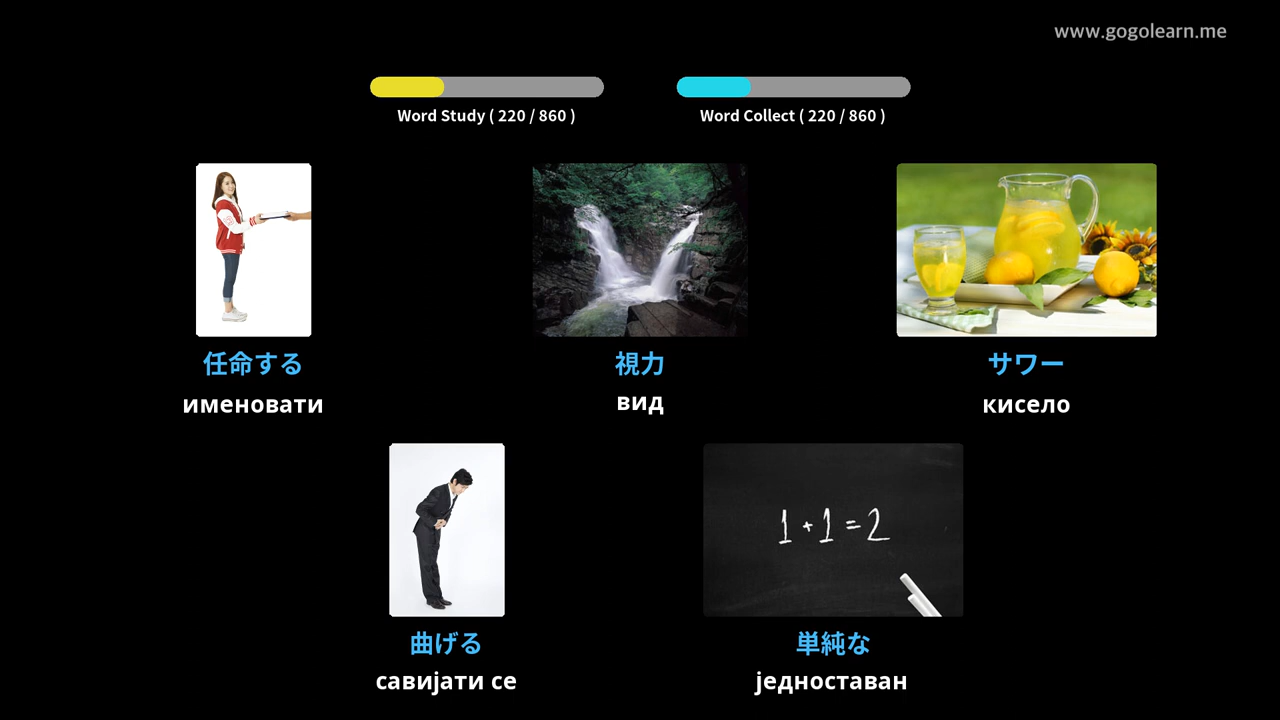 www.gogolearn.me
Word Study ( 220 / 860 )
Word Collect ( 220 / 860 )
任命する
именовати
視力
вид
サワー
кисело
1 + 1 = 2
曲げる
савијати се
単純な
једноставан